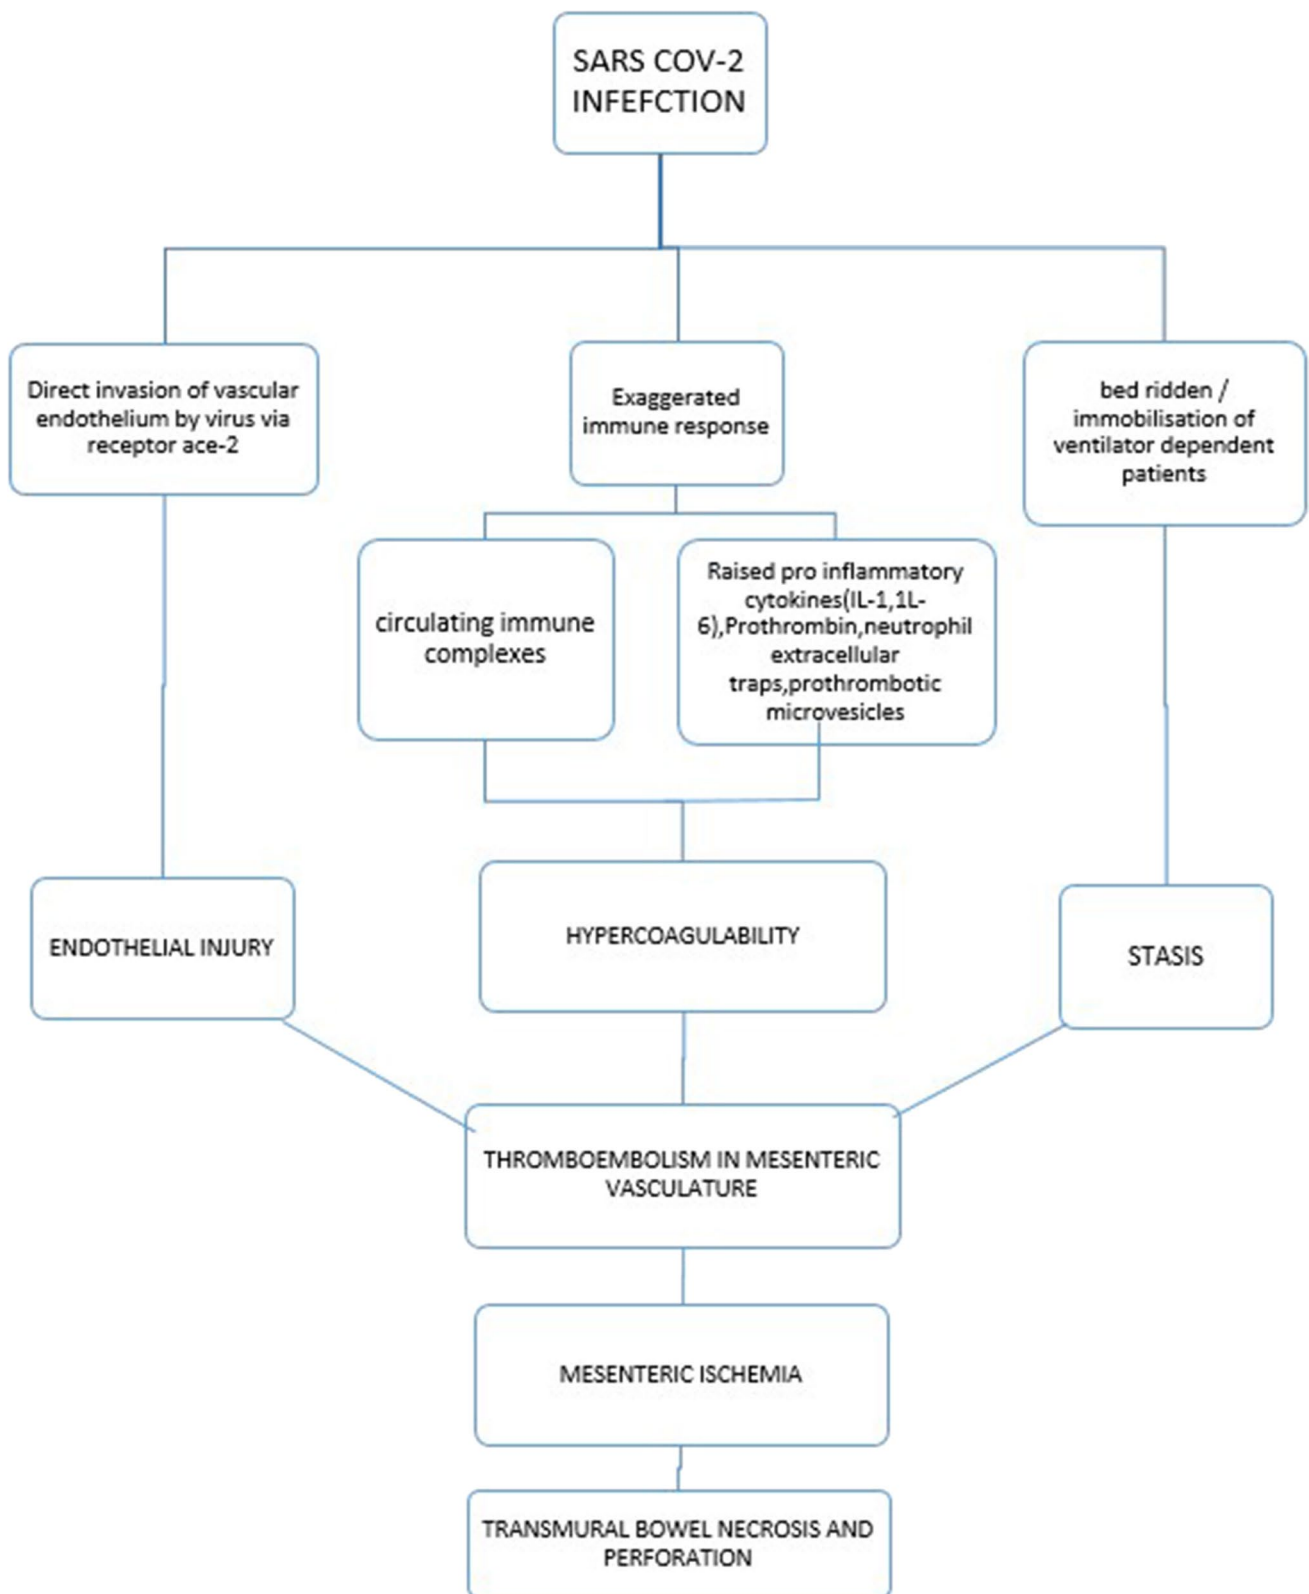 SARS COV-2
INFEFCTION
Direct invasion of vascular
endothelium by virus via
receptor ace-2
Exaggerated
immune response
bed ridden /
immobilisation of
ventilator dependent
patients
circulating immune
complexes
Raised pro inflammatory
cytokines(IL-1,1L-
6),Prothrombin,neutrophil
extracellular
traps,prothrombotic
microvesicles
ENDOTHELIAL INJURY
HYPERCOAGULABILITY
STASIS
THROMBOEMBOLISM IN MESENTERIC
VASCULATURE
MESENTERIC ISCHEMIA
TRANSMURAL BOWEL NECROSIS AND
PERFORATION